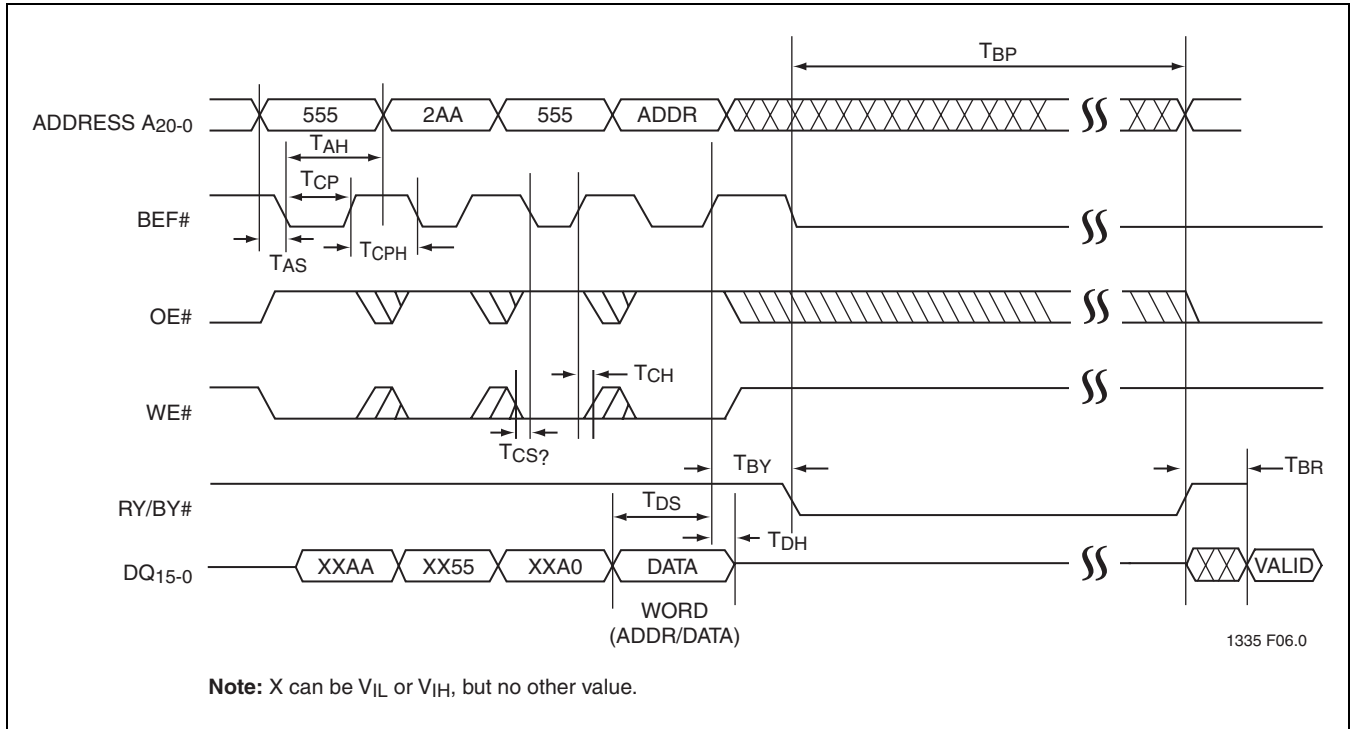 TBP
ADDRESS A20-0 555 2AA 555 ADDR
TAH
TCP
BEF#
TAS TCPH
OE#
TCH
WE#
TCS?
TBY TBR
RY/BY#
TDS
TDH
DQ15-0 XXAA XX55 XXA0 DATA VALID
WORD
(ADDR/DATA)
1335 F06.0
Note: X can be VIL or VIH, but no other value.